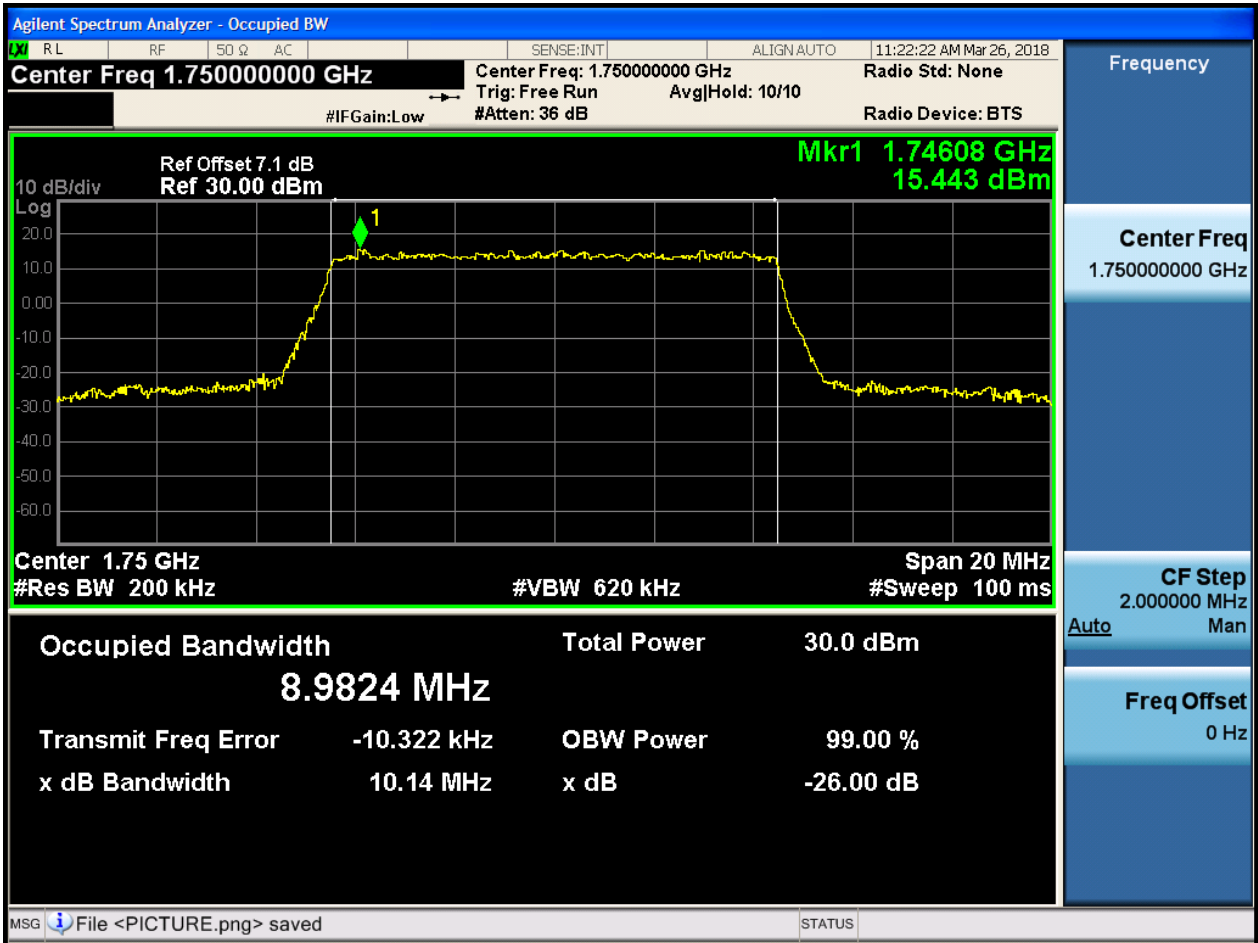 Agilent Spectrum Analyzer - Occupied BW
LXI RL RF 50 Ω AC SENSE:INT ALIGN AUTO 11:22:22 AM Mar 26, 2018
Center Freq 1.750000000 GHz
Center Freq: 1.750000000 GHz
Radio Std: None
Trig: Free Run Avg|Hold: 10/10
#IFGain:Low
#Atten: 36 dB
Radio Device: BTS
Mkr1 1.74608 GHz
15.443 dBm
Ref Offset 7.1 dB
10 dB/div Ref 30.00 dBm
Log
1
20.0
10.0
0.00
-10.0
-20.0
-30.0
-40.0
-50.0
-60.0
Center 1.75 GHz Span 20 MHz
#Res BW 200 kHz #VBW 620 kHz #Sweep 100 ms
Occupied Bandwidth Total Power 30.0 dBm
8.9824 MHz
Transmit Freq Error -10.322 kHz OBW Power 99.00 %
x dB Bandwidth 10.14 MHz x dB -26.00 dB
Frequency
Center Freq
1.750000000 GHz
CF Step
2.000000 MHz
Auto Man
Freq Offset
0 Hz
MSG File <PICTURE.png> saved STATUS